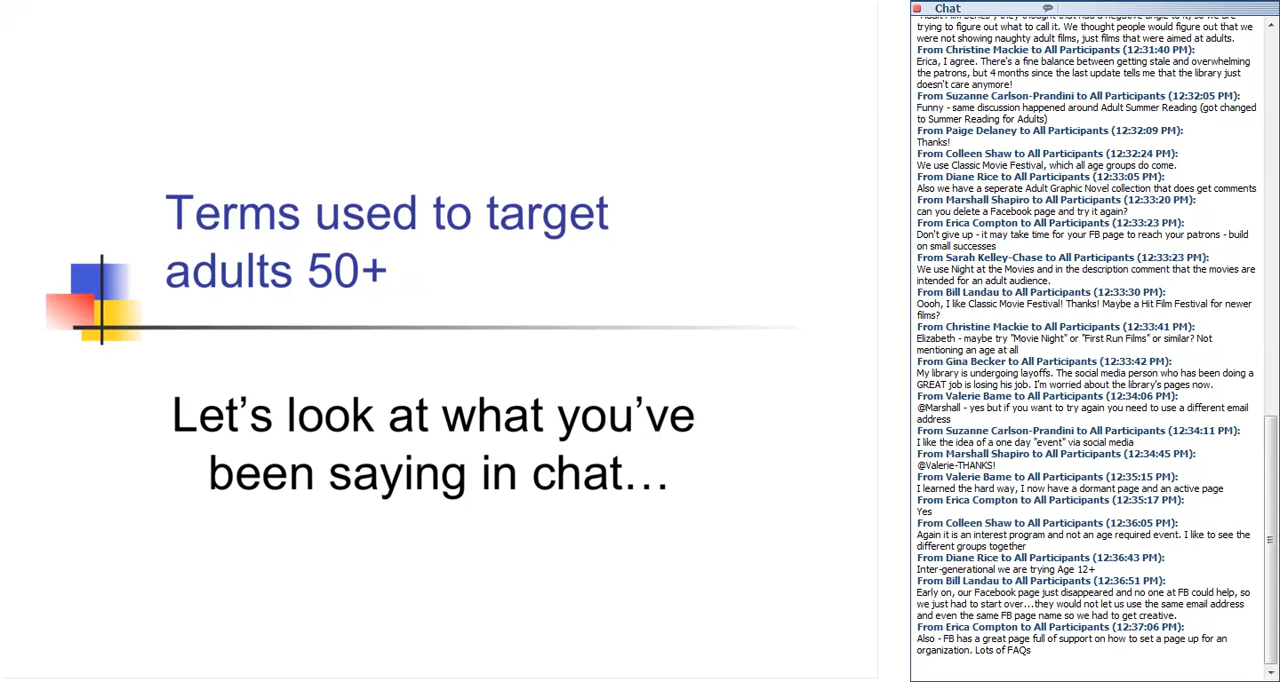 Terms used to target
adults 50+
Let's look at what you've
been saying in chat…
Chat
trying to figure out what to call it. We thought people would figure out that we
were not showing naughty adult films, just films that were aimed at adults.
From Christine Mackie to All Participants (12:31:40 PM):
Erica, I agree. There's a fine balance between getting stale and overwhelming
the patrons, but 4 months since the last update tells me that the library just
doesn't care anymore!
From Suzanne Carlson-Prandini to All Participants (12:32:05 PM):
Funny - same discussion happened around Adult Summer Reading (got changed
to Summer Reading for Adults)
From Paige Delaney to All Participants (12:32:09 PM):
Thanks!
From Colleen Shaw to All Participants (12:32:24 PM):
We use Classic Movie Festival, which all age groups do come.
From Diane Rice to All Participants (12:33:05 PM):
Also we have a seperate Adult Graphic Novel collection that does get comments
From Marshall Shapiro to All Participants (12:33:20 PM):
can you delete a Facebook page and try it again?
From Erica Compton to All Participants (12:33:23 PM):
Don't give up - it may take time for your FB page to reach your patrons - build
on small successes
From Sarah Kelley-Chase to All Participants (12:33:23 PM):
We use Night at the Movies and in the description comment that the movies are
intended for an adult audience.
From Bill Landau to All Participants (12:33:30 PM):
Oooh, I like Classic Movie Festival! Thanks! Maybe a Hit Film Festival for newer
films?
From Christine Mackie to All Participants (12:33:41 PM):
Elizabeth - maybe try "Movie Night" or "First Run Films" or similar? Not
mentioning an age at all
From Gina Becker to All Participants (12:33:42 PM):
My library is undergoing layoffs. The social media person who has been doing a
GREAT job is losing his job. I'm worried about the library's pages now.
From Valerie Bame to All Participants (12:34:06 PM):
@Marshall - yes but if you want to try again you need to use a different email
address
From Suzanne Carlson-Prandini to All Participants (12:34:11 PM):
I like the idea of a one day "event" via social media
From Marshall Shapiro to All Participants (12:34:45 PM):
@Valerie-THANKS!
From Valerie Bame to All Participants (12:35:15 PM):
I learned the hard way, I now have a dormant page and an active page
From Erica Compton to All Participants (12:35:17 PM):
Yes
From Colleen Shaw to All Participants (12:36:05 PM):
Again it is an interest program and not an age required event. I like to see the
different groups together
From Diane Rice to All Participants (12:36:43 PM):
Inter-generational we are trying Age 12+
From Bill Landau to All Participants (12:36:51 PM):
Early on, our Facebook page just disappeared and no one at FB could help, so
we just had to start over...they would not let us use the same email address
and even the same FB page name so we had to get creative.
From Erica Compton to All Participants (12:37:06 PM):
Also - FB has a great page full of support on how to set a page up for an
organization. Lots of FAQs